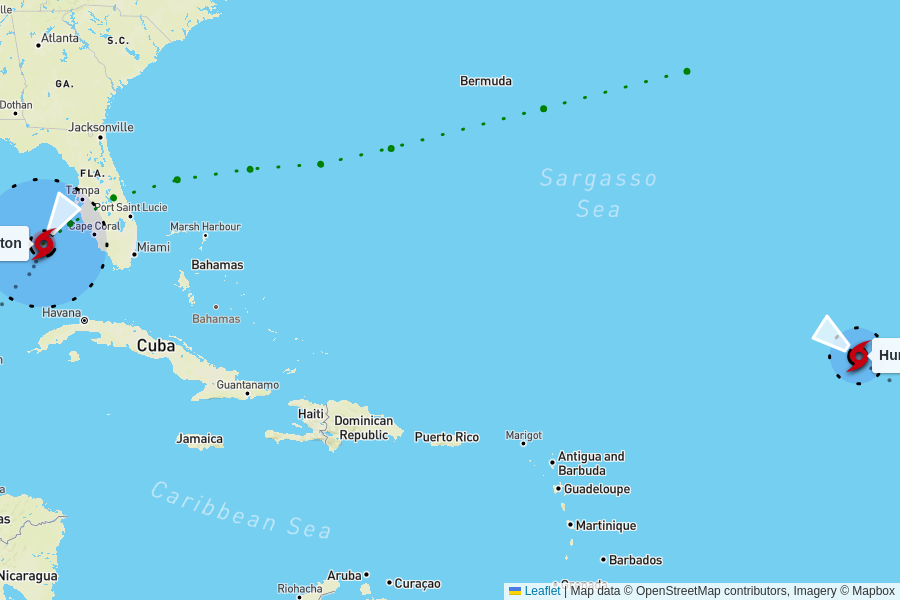 lle
Atlanta
S.C.
GA.
Dothan
Jacksonville
Bermuda
FLA.
Tampa
Port Saint Lucie
Sargasso
Sea
Cape Coral
Marsh Harbour
ton
Miami
Bahamas
Havana
Bahamas
Cuba
Hur
Guantanamo
Haiti
Dominican
Republic
Jamaica
Puerto Rico
Marigot
Antigua and
Barbuda
Guadeloupe
Caribbean Sea
as
Martinique
Barbados
Nicaragua
Aruba
Curaçao
Riohacha
Grenada
Leaflet | Map data © OpenStreetMap contributors, Imagery © Mapbox